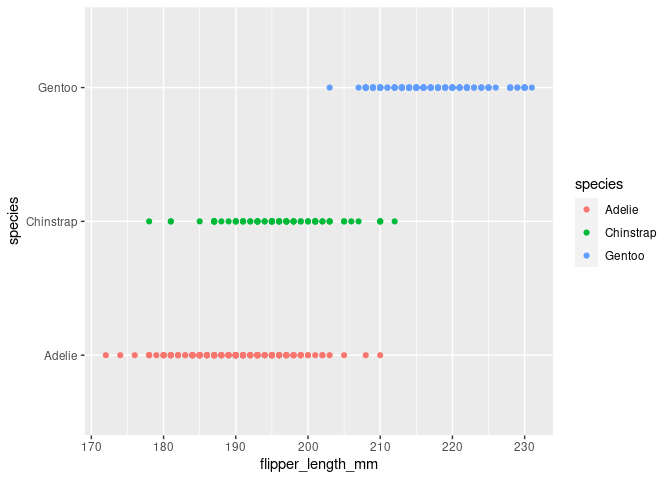 Gentoo
Chinstrap
Adelie
species
170 180 190 200 210 220 230
flipper_length_mm
species
Adelie
Chinstrap
Gentoo